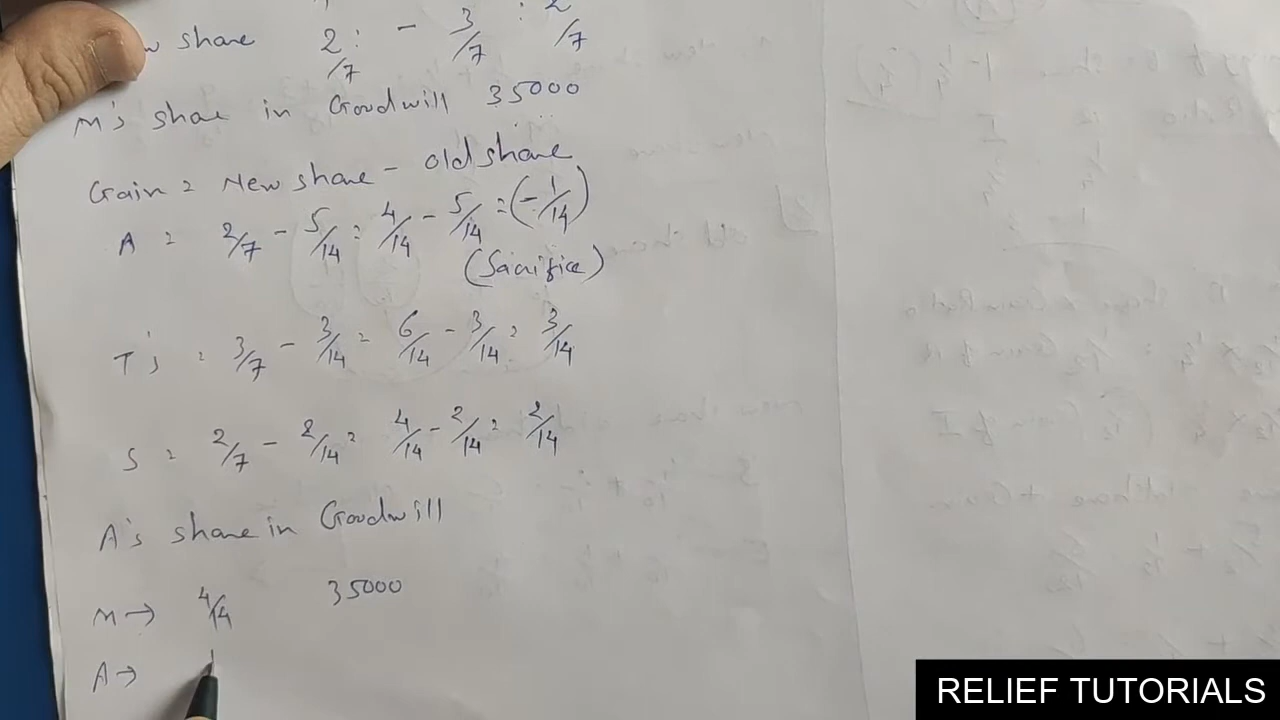 share 2/7 : - 3/7 : 2/7
M's share in Goodwill 35000
Gain = New share - old share
A = 2/7 - 5/14 = 4/14 - 5/14 = (-1/14)
(Sacrifice)
T's = 3/7 - 3/14 = 6/14 - 3/14 = 3/14
S = 2/7 - 2/14 = 4/14 - 2/14 = 2/14
A's share in Goodwill
M → 4/14 35000
A →
RELIEF TUTORIALS